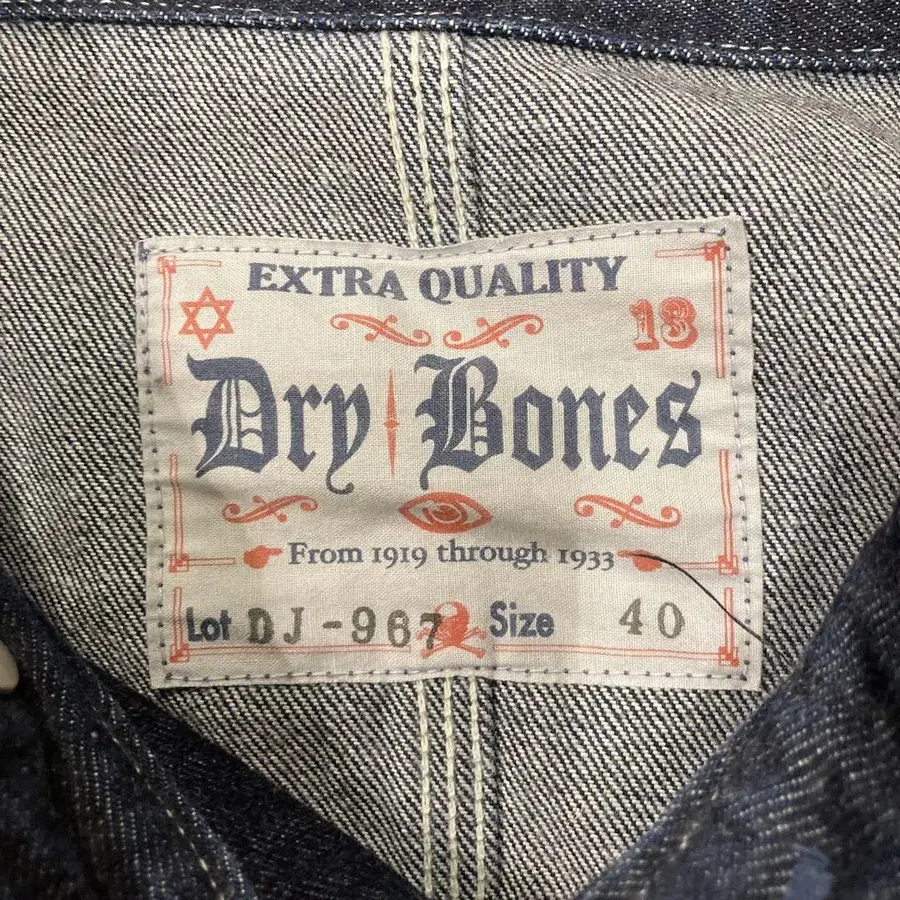 EXTRA QUALITY
13
Dry Bones
From 1919 through 1933
Lot DJ-967 Size 40